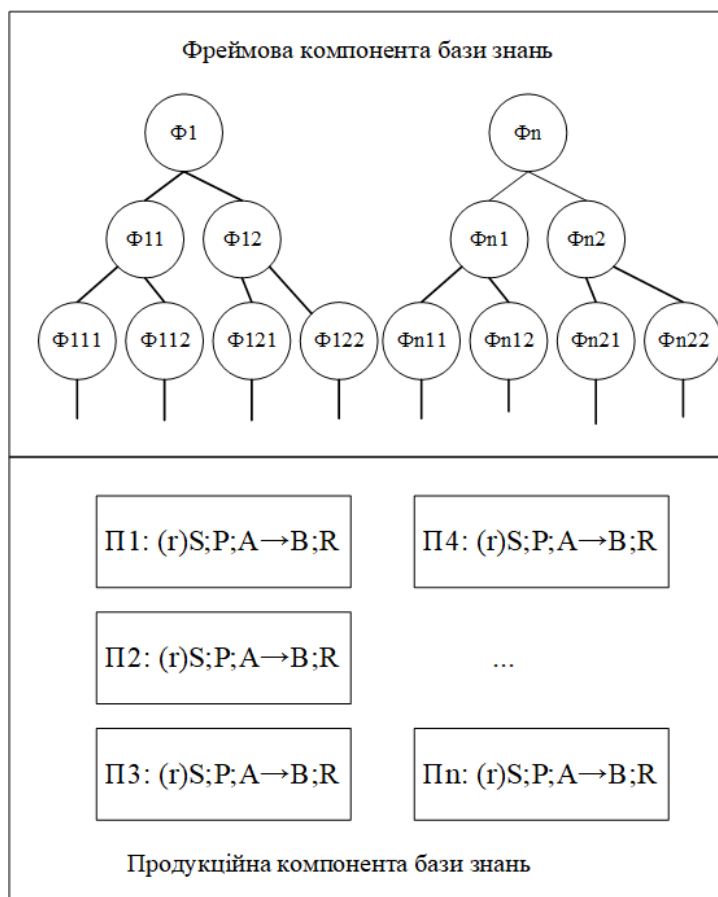 Фреймова компонента бази знань
Ф1 Фn
Ф11 Ф12 Фn1 Фn2
Ф111 Ф112 Ф121 Ф122 Фn11 Фn12 Фn21 Фn22
П1: (r)S;P;A→B;R П4: (r)S;P;A→B;R
П2: (r)S;P;A→B;R ...
П3: (r)S;P;A→B;R Пn: (r)S;P;A→B;R
Продукційна компонента бази знань